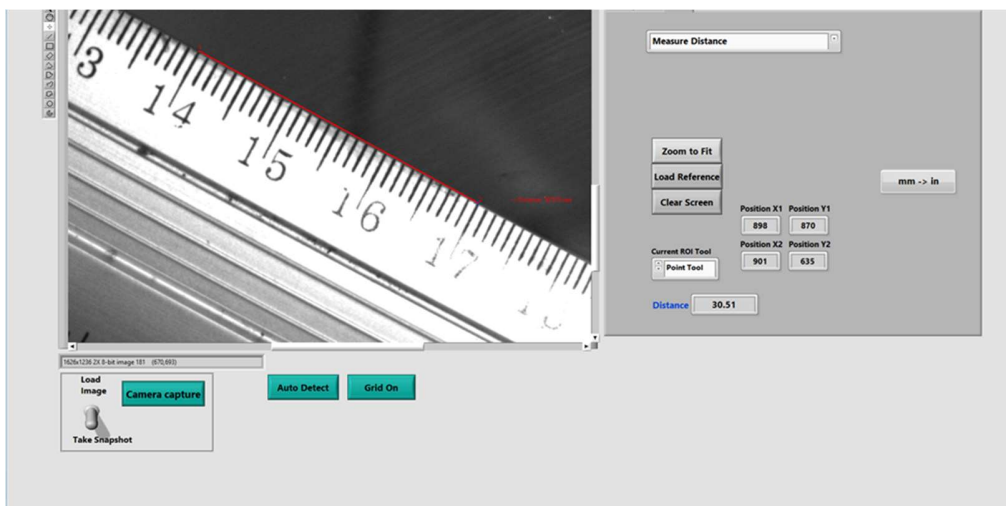 Measure Distance
13
14
15
16
17
Zoom to Fit
Load Reference
Clear Screen
mm -> in
Position X1 Position Y1
898 870
Position X2 Position Y2
901 635
Current ROI Tool
Point Tool
Distance 30.51
1626x1236 2X 8-bit image 181 (670,693)
Load
Image
Camera capture
Take Snapshot
Auto Detect
Grid On